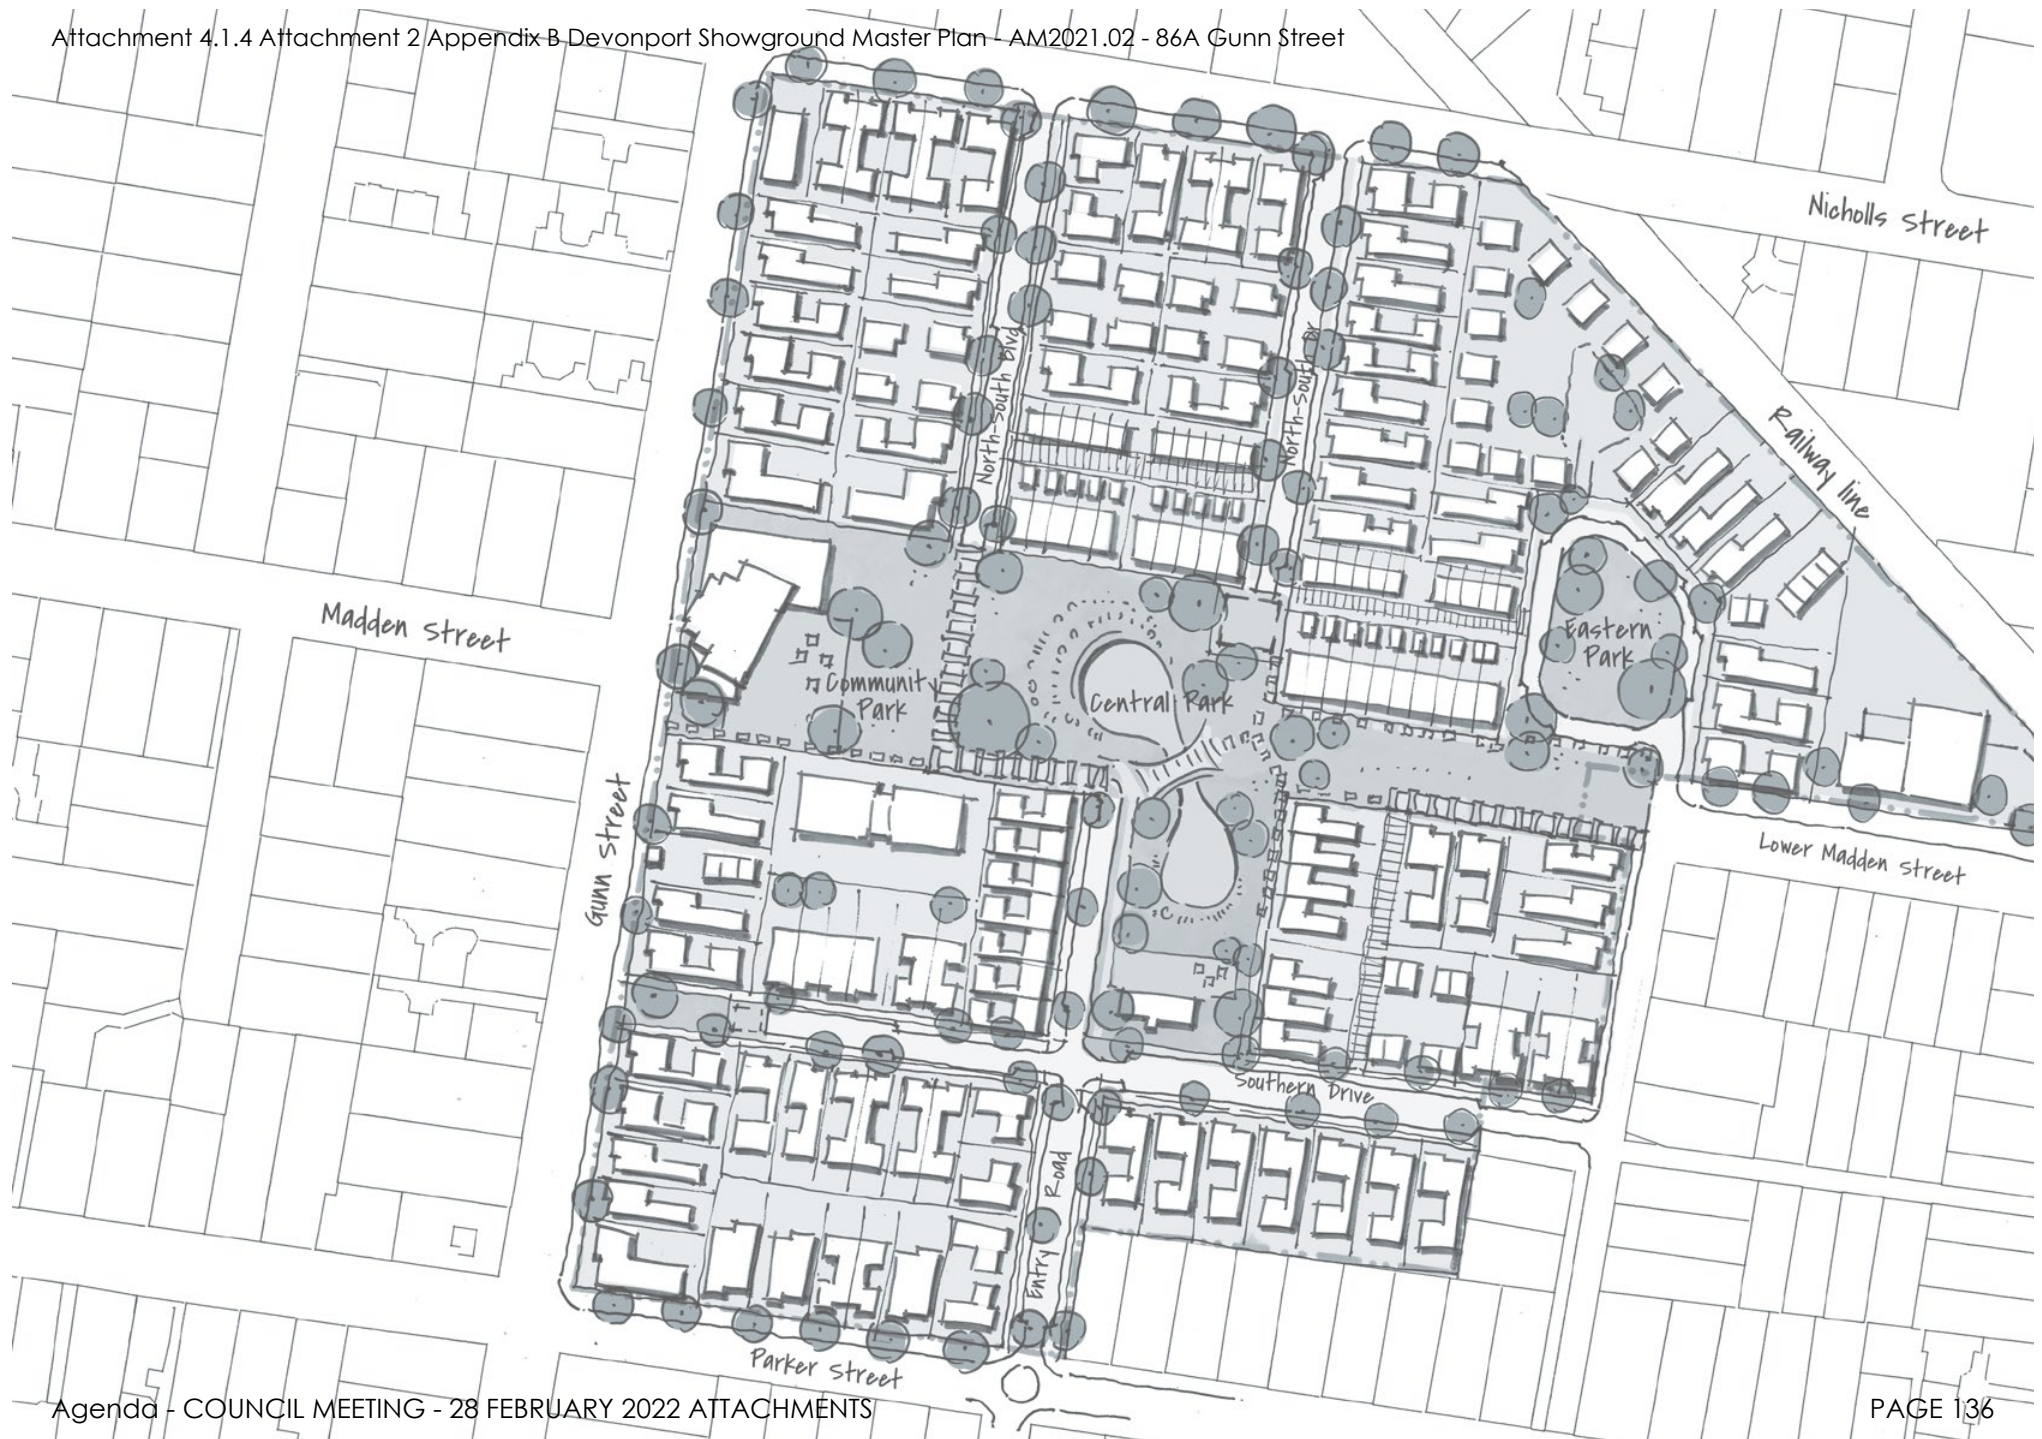 Attachment 4.1.4 Attachment 2 Appendix B Devonport Showground Master Plan - AM2021.02 - 86A Gunn Street
Nicholls Street
North-South Blvd
North-South Dr
Railway line
Madden Street
Eastern
Park
Community
Park
Central Park
Gunn Street
Lower Madden Street
Southern Drive
Entry Road
Parker Street
Agenda - COUNCIL MEETING - 28 FEBRUARY 2022 ATTACHMENTS
PAGE 136